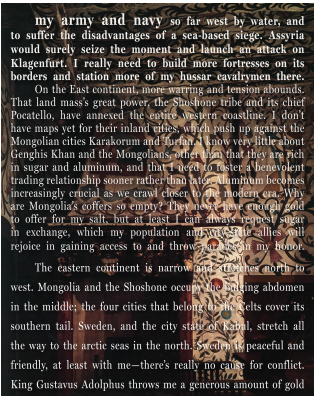 my army and navy so far west by water, and
to suffer the disadvantages of a sea-based siege. Assyria
would surely seize the moment and launch an attack on
Klagenfurt. I really need to build more fortresses on its
borders and station more of my hussar cavalrymen there.
On the East continent, more warring and tension abounds.
That land mass's great power, the Shoshone tribe and its chief
Pocatello, have annexed the entire western coastline. I don't
have maps yet for their inland cities, which push up against the
Mongolian cities Karakorum and Turfan. I know very little about
Genghis Khan and the Mongolians, other than that they are rich
in sugar and aluminum, and that I need to foster a benevolent
trading relationship sooner rather than later. Aluminum becomes
increasingly crucial as we crawl closer to the modern era. Why
are Mongolia's coffers so empty? They never have enough gold
to offer for my salt, but at least I can always request sugar
in exchange, which my population and city-state allies will
rejoice in gaining access to and throw parades in my honor.
The eastern continent is narrow and stretches north to
west. Mongolia and the Shoshone occupy the bulging abdomen
in the middle; the four cities that belong to the Celts cover its
southern tail. Sweden, and the city state of Kabul, stretch all
the way to the arctic seas in the north. Sweden is peaceful and
friendly, at least with me—there's really no cause for conflict.
King Gustavus Adolphus throws me a generous amount of gold